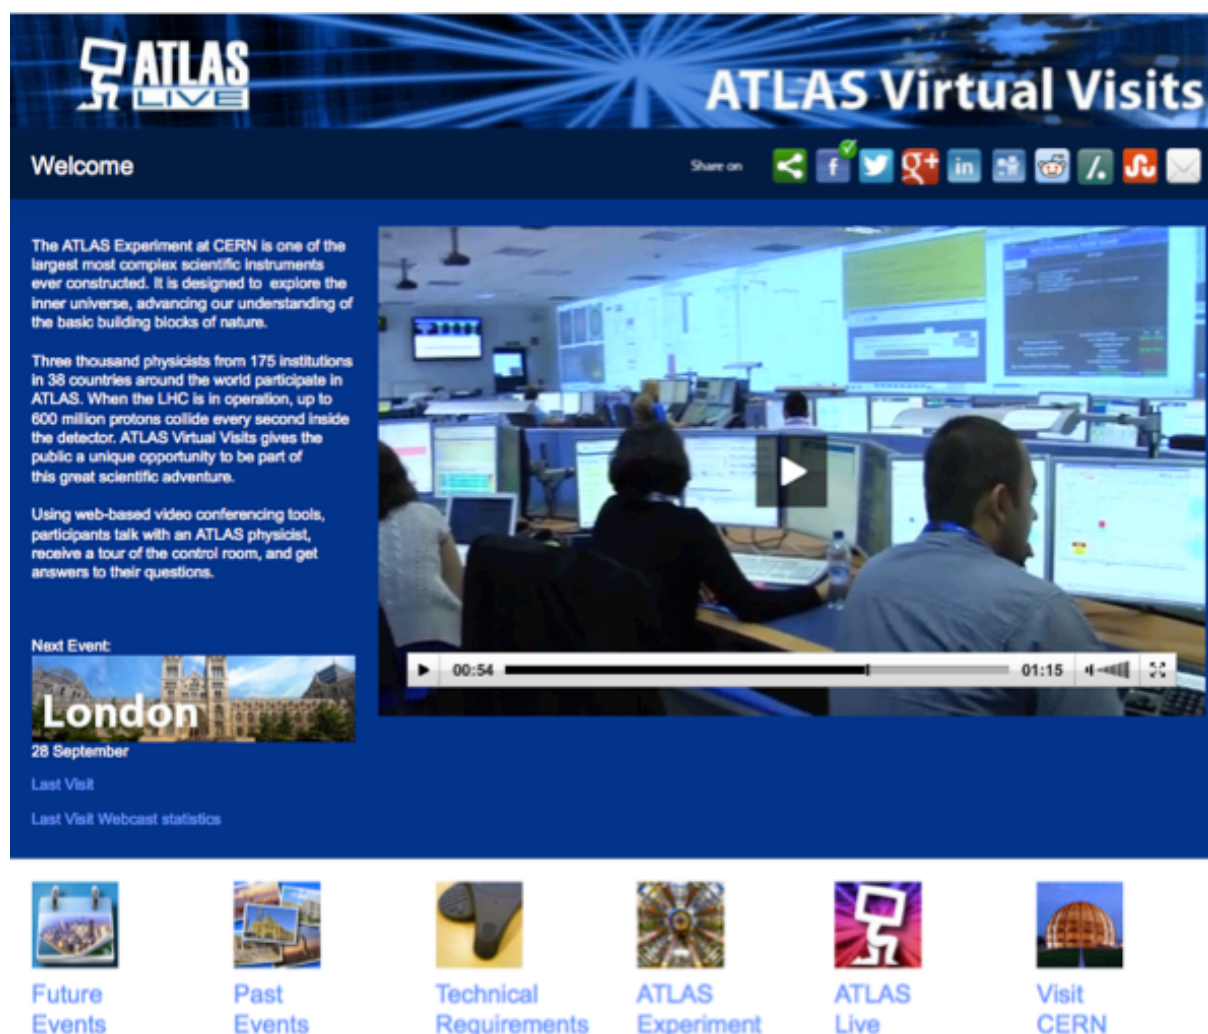 ATLAS
LIVE
ATLAS Virtual Visits
Welcome
Share on
f
g+
in
The ATLAS Experiment at CERN is one of the
largest most complex scientific instruments
ever constructed. It is designed to explore the
inner universe, advancing our understanding of
the basic building blocks of nature.
Three thousand physicists from 175 institutions
in 38 countries around the world participate in
ATLAS. When the LHC is in operation, up to
600 million protons collide every second inside
the detector. ATLAS Virtual Visits gives the
public a unique opportunity to be part of
this great scientific adventure.
Using web-based video conferencing tools,
participants talk with an ATLAS physicist,
receive a tour of the control room, and get
answers to their questions.
Next Event:
London
28 September
Last Visit
Last Visit Webcast statistics
00:54
01:15
Future
Events
Past
Events
Technical
Requirements
ATLAS
Experiment
ATLAS
Live
Visit
CERN